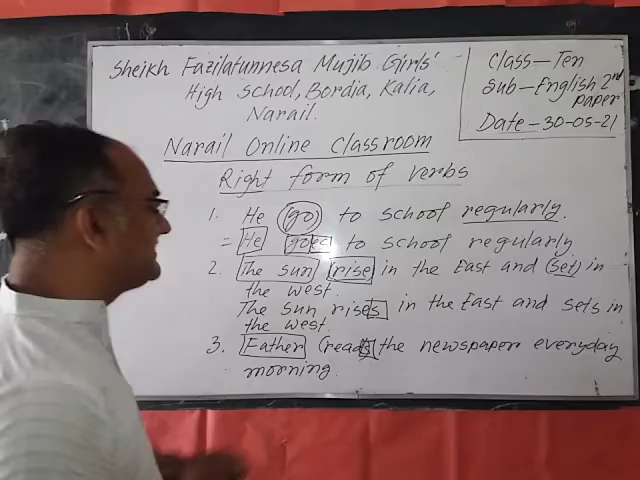 Sheikh Fazilatunnesa Mujib Girls'
High School, Bordia, Kalia,
Narail.
Class—Ten
Sub—English 2nd
paper
Date—30-05-21
Narail Online Classroom
Right form of verbs
1. He (go) to school regularly.
= He goes to school regularly
2. The sun (rise) in the East and (set) in
the west.
The Sun rises in the East and sets in
the west.
3. Father (reads the newspaper everyday
morning.